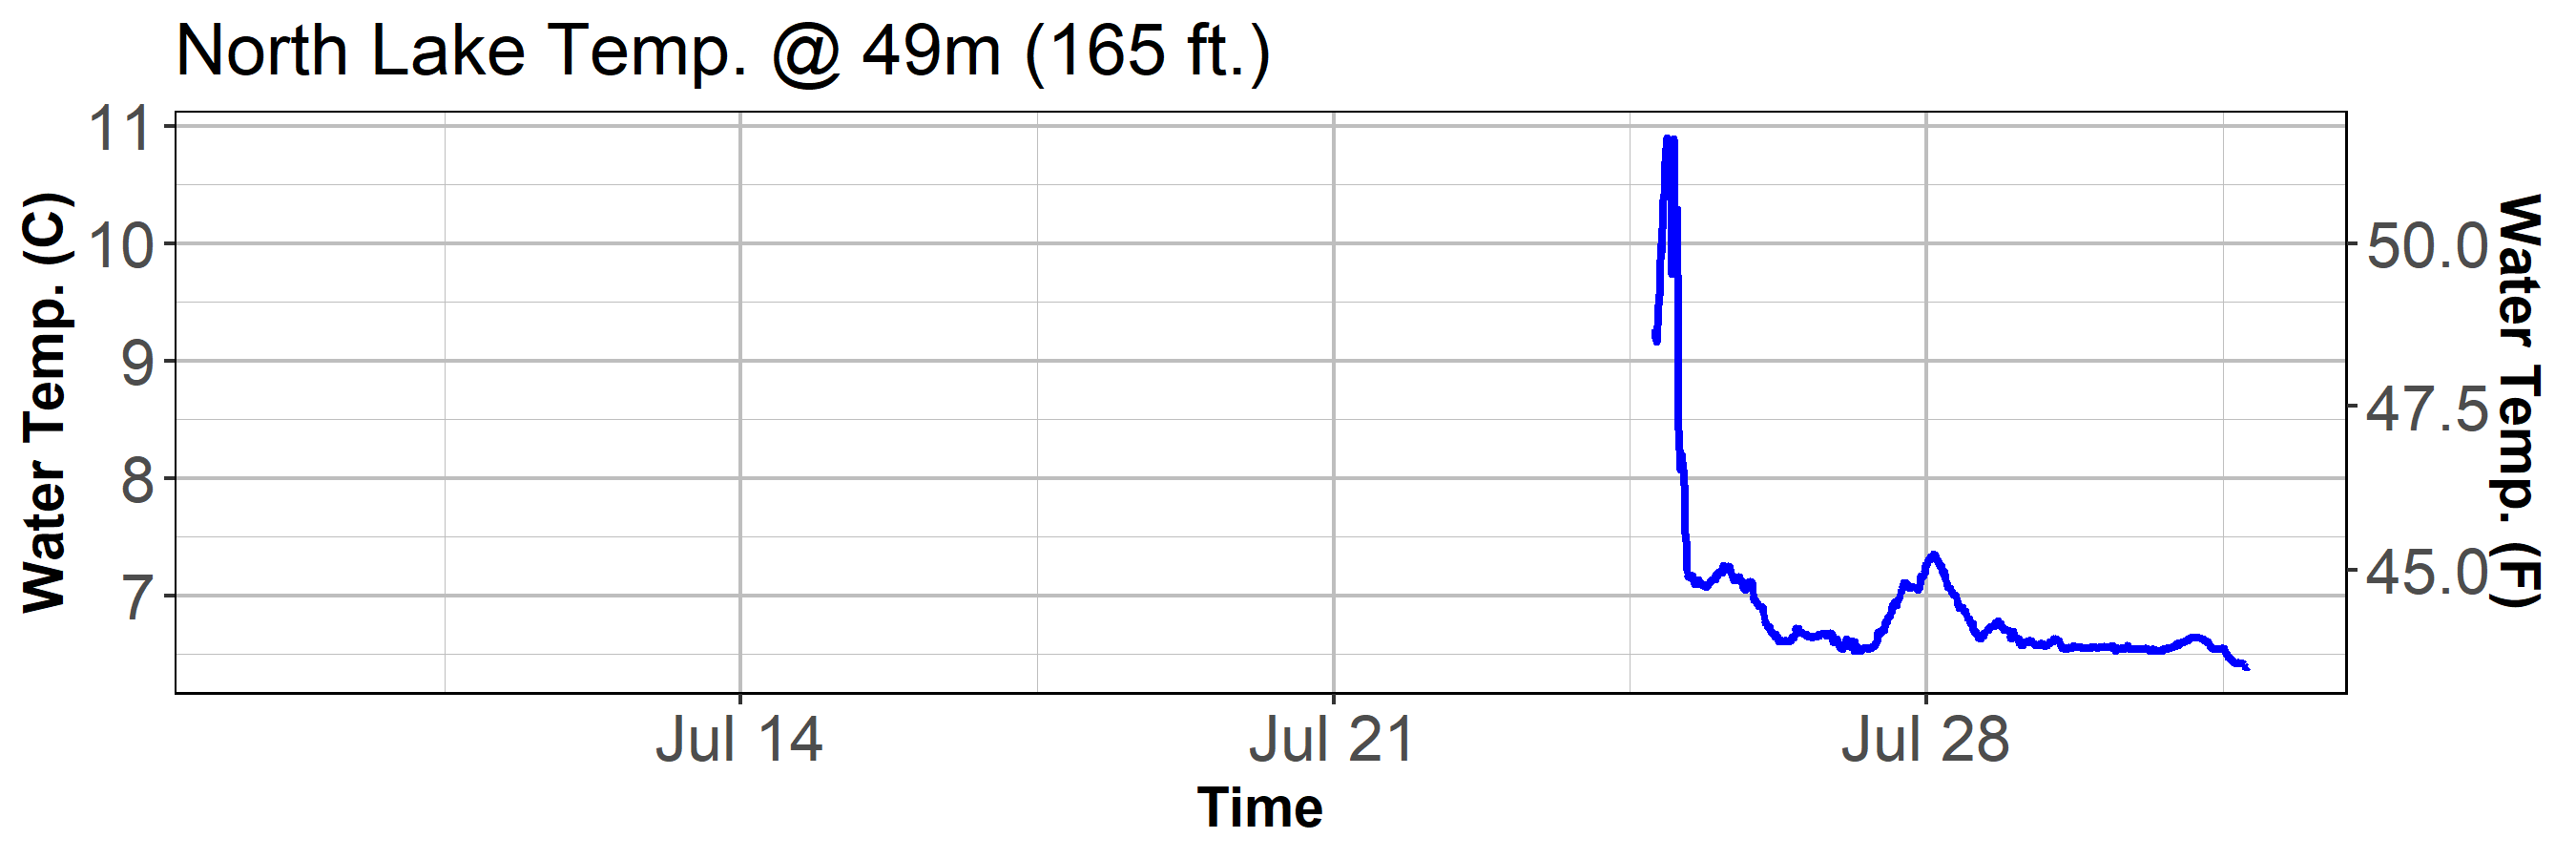 North Lake Temp. @ 49m (165 ft.)
11
10
9
8
7
Water Temp. (C)
50.0
47.5
45.0
Water Temp. (F)
Jul 14 Jul 21 Jul 28
Time